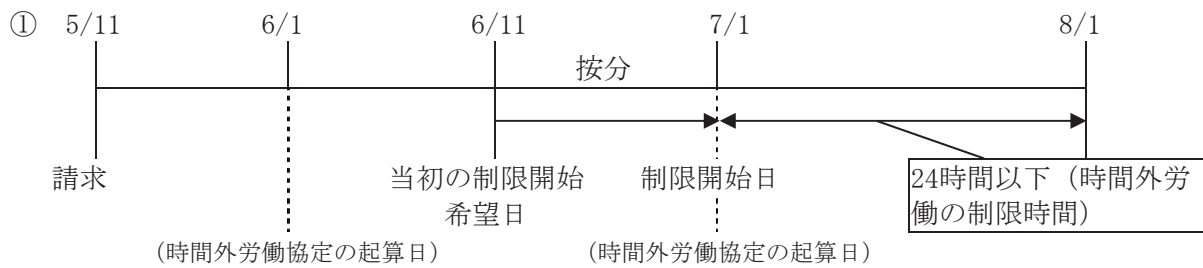 ① 5/11 6/1 6/11 7/1 8/1
按分
請求
当初の制限開始
希望日
制限開始日
24時間以下（時間外労
働の制限時間）
（時間外労働協定の起算日）
（時間外労働協定の起算日）